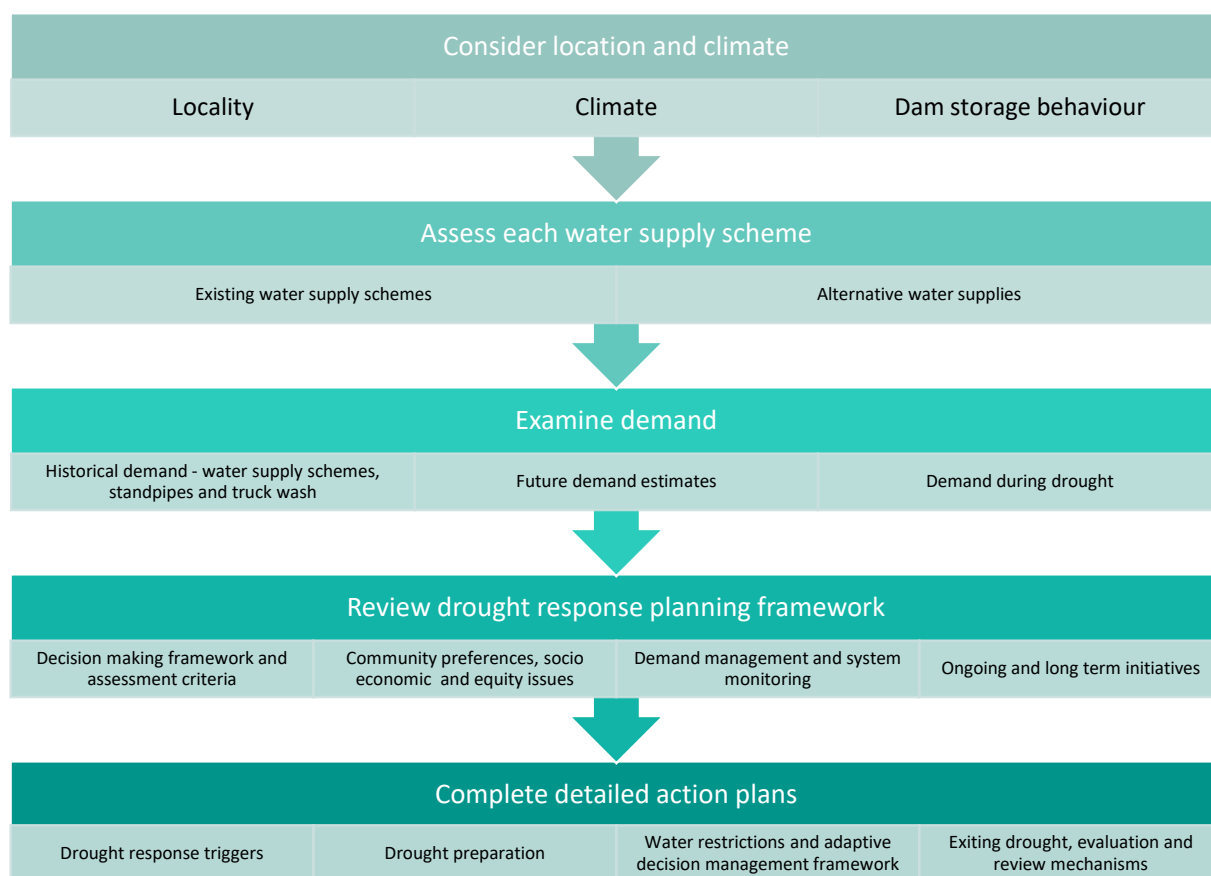 Consider location and climate
Locality
Climate
Dam storage behaviour
Assess each water supply scheme
Existing water supply schemes
Alternative water supplies
Examine demand
Historical demand - water supply schemes,
standpipes and truck wash
Future demand estimates
Demand during drought
Review drought response planning framework
Decision making framework and
assessment criteria
Community preferences, socio
economic and equity issues
Demand management and system
monitoring
Ongoing and long term initiatives
Complete detailed action plans
Drought response triggers
Drought preparation
Water restrictions and adaptive
decision management framework
Exiting drought, evaluation and
review mechanisms